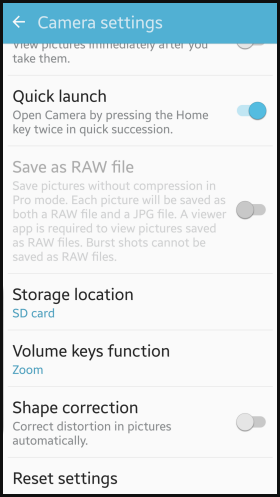 Camera settings
View pictures immediately after you
take them.
Quick launch
Open Camera by pressing the Home
key twice in quick succession.
Save as RAW file
Save pictures without compression in
Pro mode. Each picture will be saved as
both a RAW file and a JPG file. A viewer
app is required to view pictures saved
as RAW files. Burst shots cannot be
saved as RAW files.
Storage location
SD card
Volume keys function
Zoom
Shape correction
Correct distortion in pictures
automatically.
Reset settings